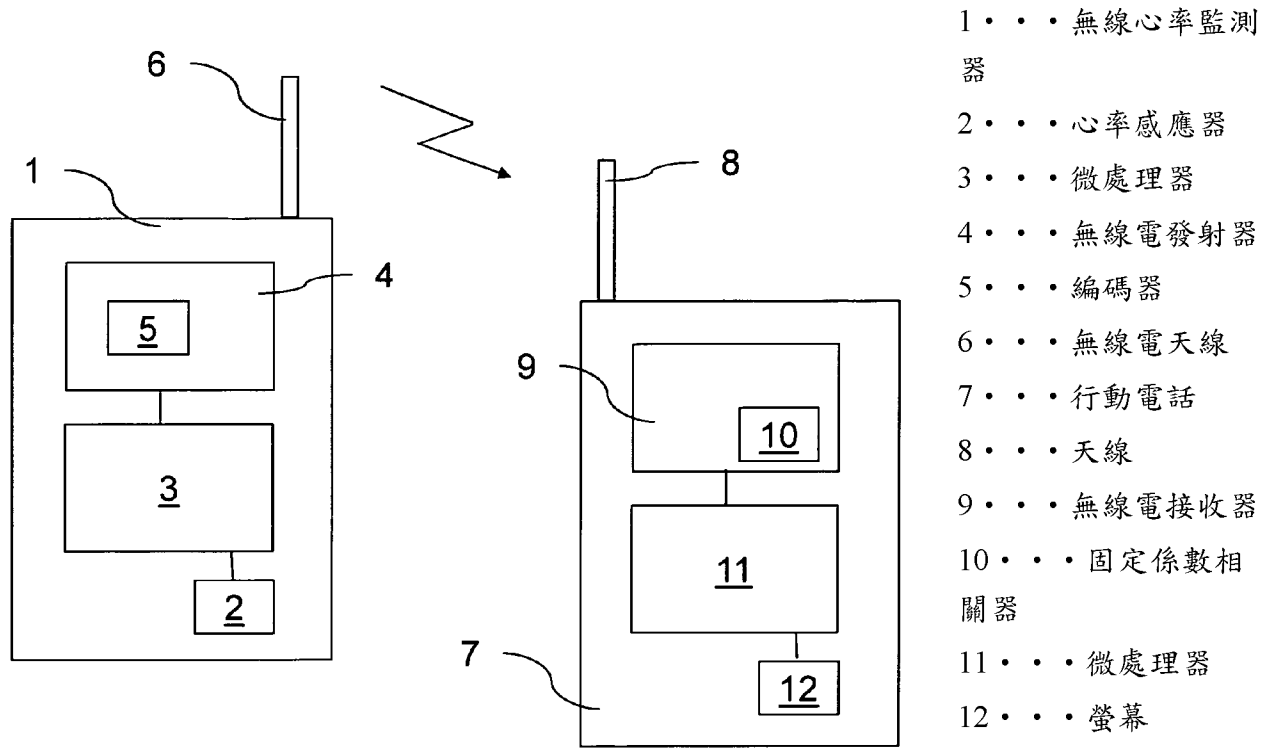 6
1
4
5
3
2
8
9
10
11
7
12
1···無線心率監測
器
2···心率感應器
3···微處理器
4···無線電發射器
5···編碼器
6···無線電天線
7···行動電話
8···天線
9···無線電接收器
10···固定係數相
關器
11···微處理器
12···螢幕